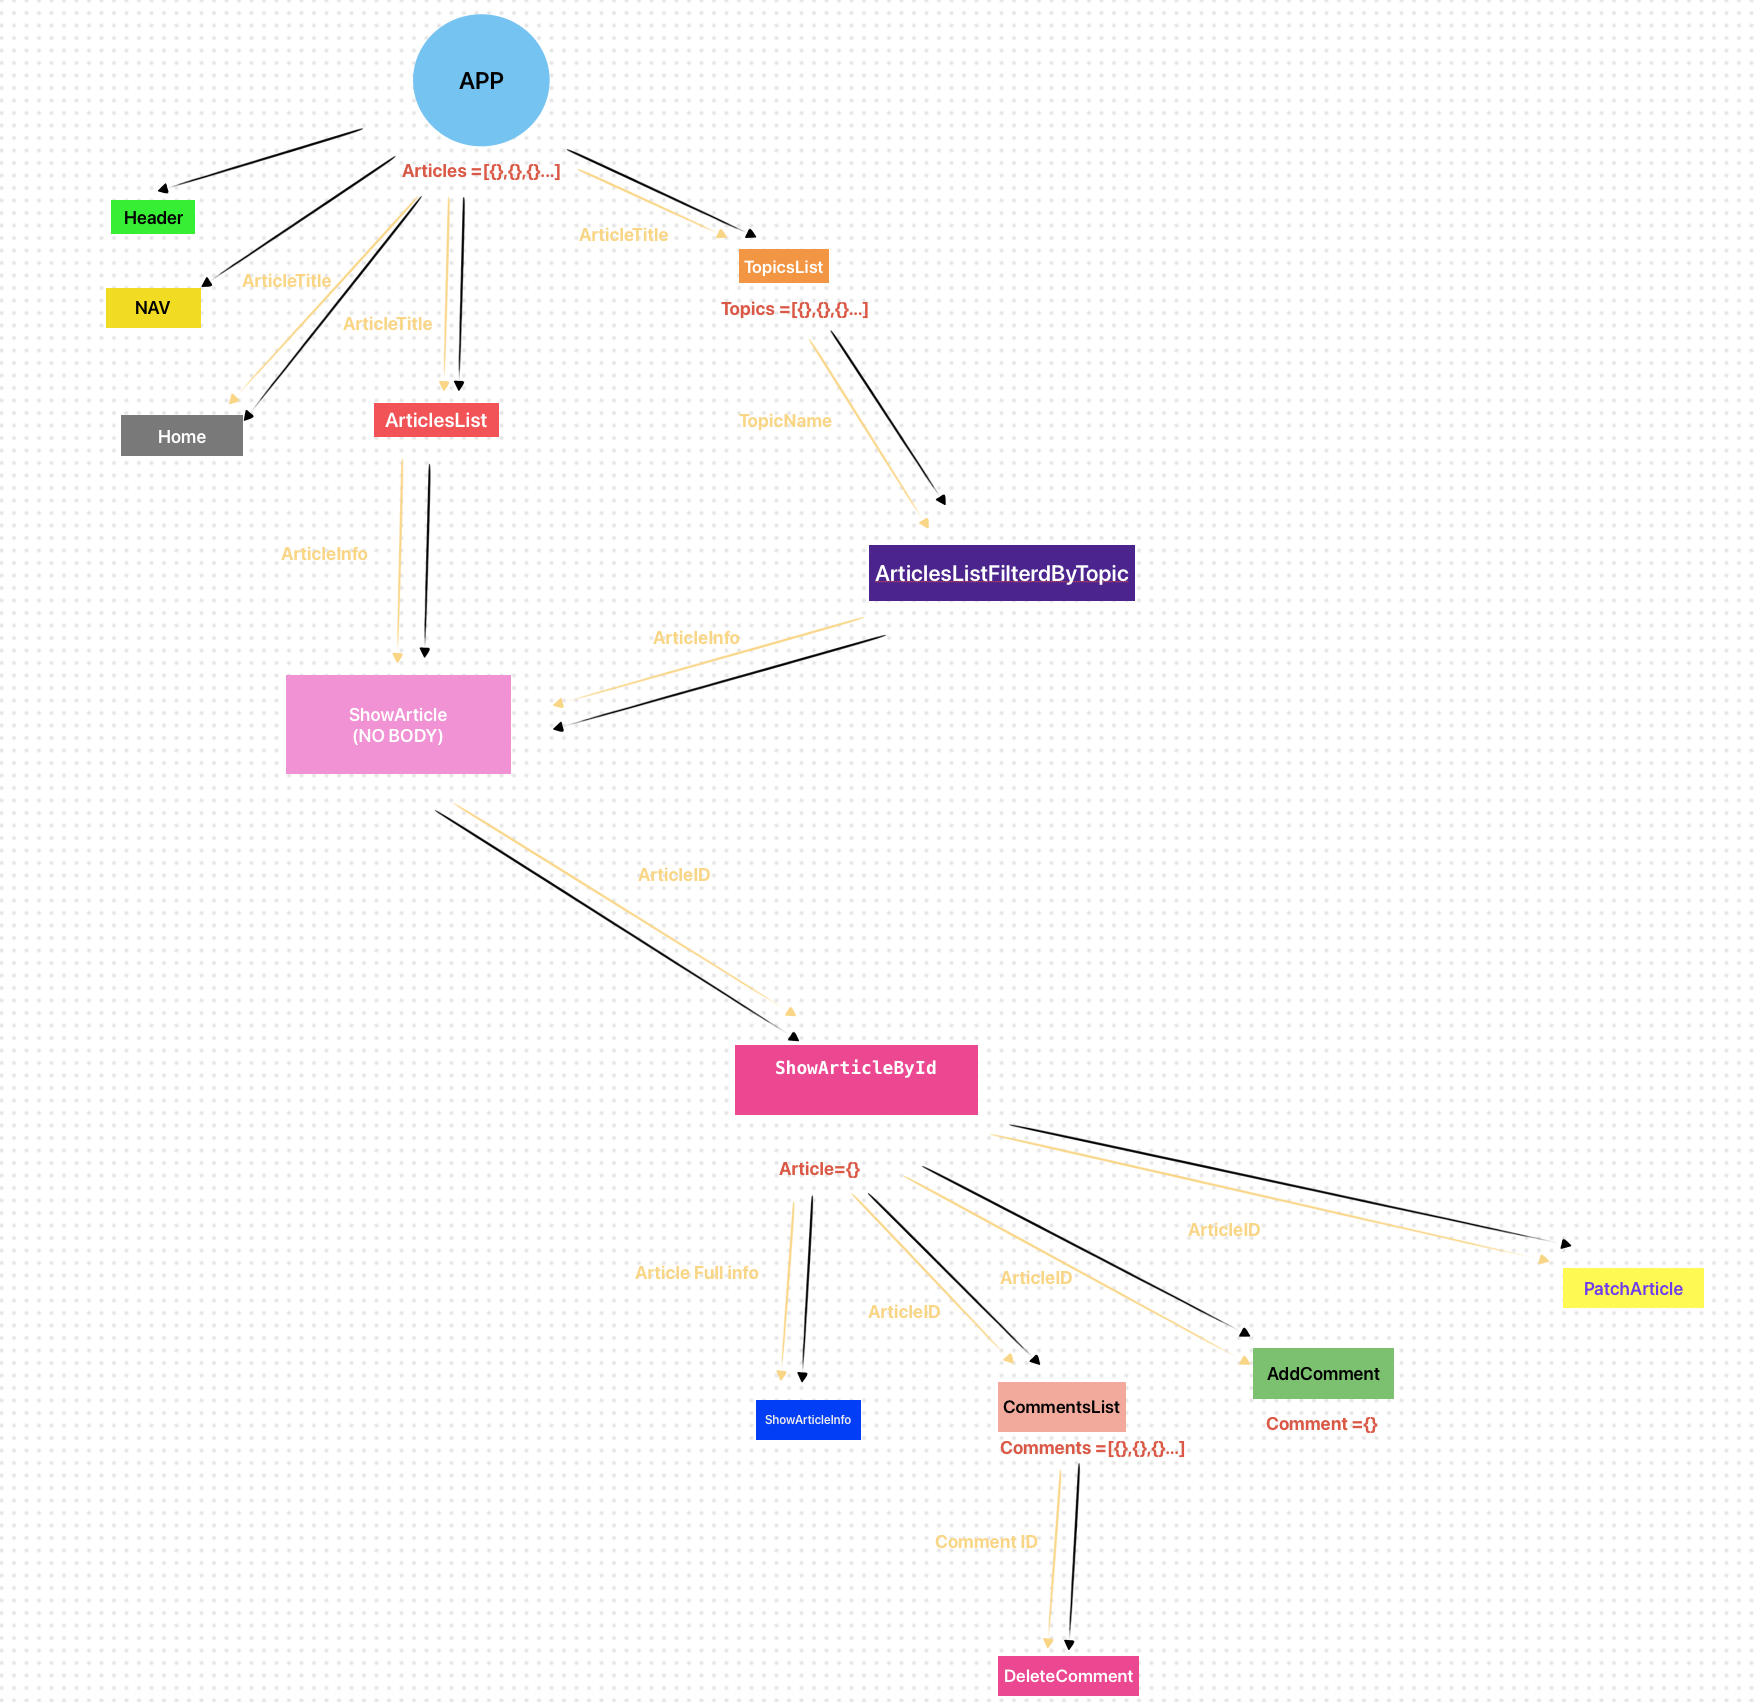 APP
Articles =[{},{},{}...]
Header
ArticleTitle
TopicsList
ArticleTitle
NAV
Topics =[{},{},{}...]
ArticleTitle
ArticlesList
TopicName
Home
ArticleInfo
ArticlesListFilterdByTopic
ArticleInfo
ShowArticle
(NO BODY)
ArticleID
ShowArticleById
Article={}
ArticleID
Article Full info
ArticleID
PatchArticle
ArticleID
AddComment
CommentsList
ShowArticleInfo
Comment ={}
Comments =[{},{},{}...]
Comment ID
DeleteComment